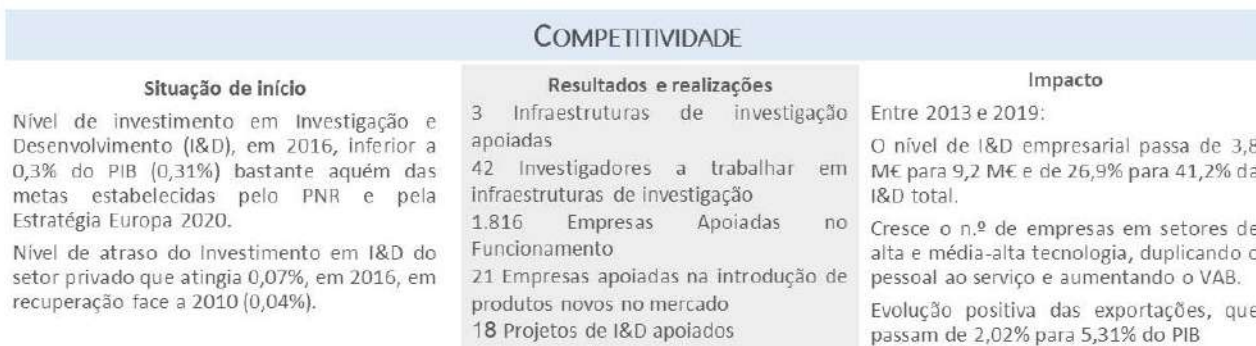 COMPETITIVIDADE
Situação de início
Nível de investimento em Investigação e
Desenvolvimento (I&D), em 2016, inferior a
0,3% do PIB (0,31%) bastante aquém das
metas estabelecidas pelo PNR e pela
Estratégia Europa 2020.
Nível de atraso do Investimento em I&D do
setor privado que atingia 0,07%, em 2016, em
recuperação face a 2010 (0,04%).
Resultados e realizações
3 Infraestruturas de investigação
apoiadas
42 Investigadores a trabalhar em
infraestruturas de investigação
1.816 Empresas Apoiadas no
Funcionamento
21 Empresas apoiadas na introdução de
produtos novos no mercado
18 Projetos de I&D apoiados
Impacto
Entre 2013 e 2019:
O nível de I&D empresarial passa de 3,8
M€ para 9,2 M€ e de 26,9% para 41,2% da
I&D total.
Cresce o n.º de empresas em setores de
alta e média-alta tecnologia, duplicando o
pessoal ao serviço e aumentando o VAB.
Evolução positiva das exportações, que
passam de 2,02% para 5,31% do PIB